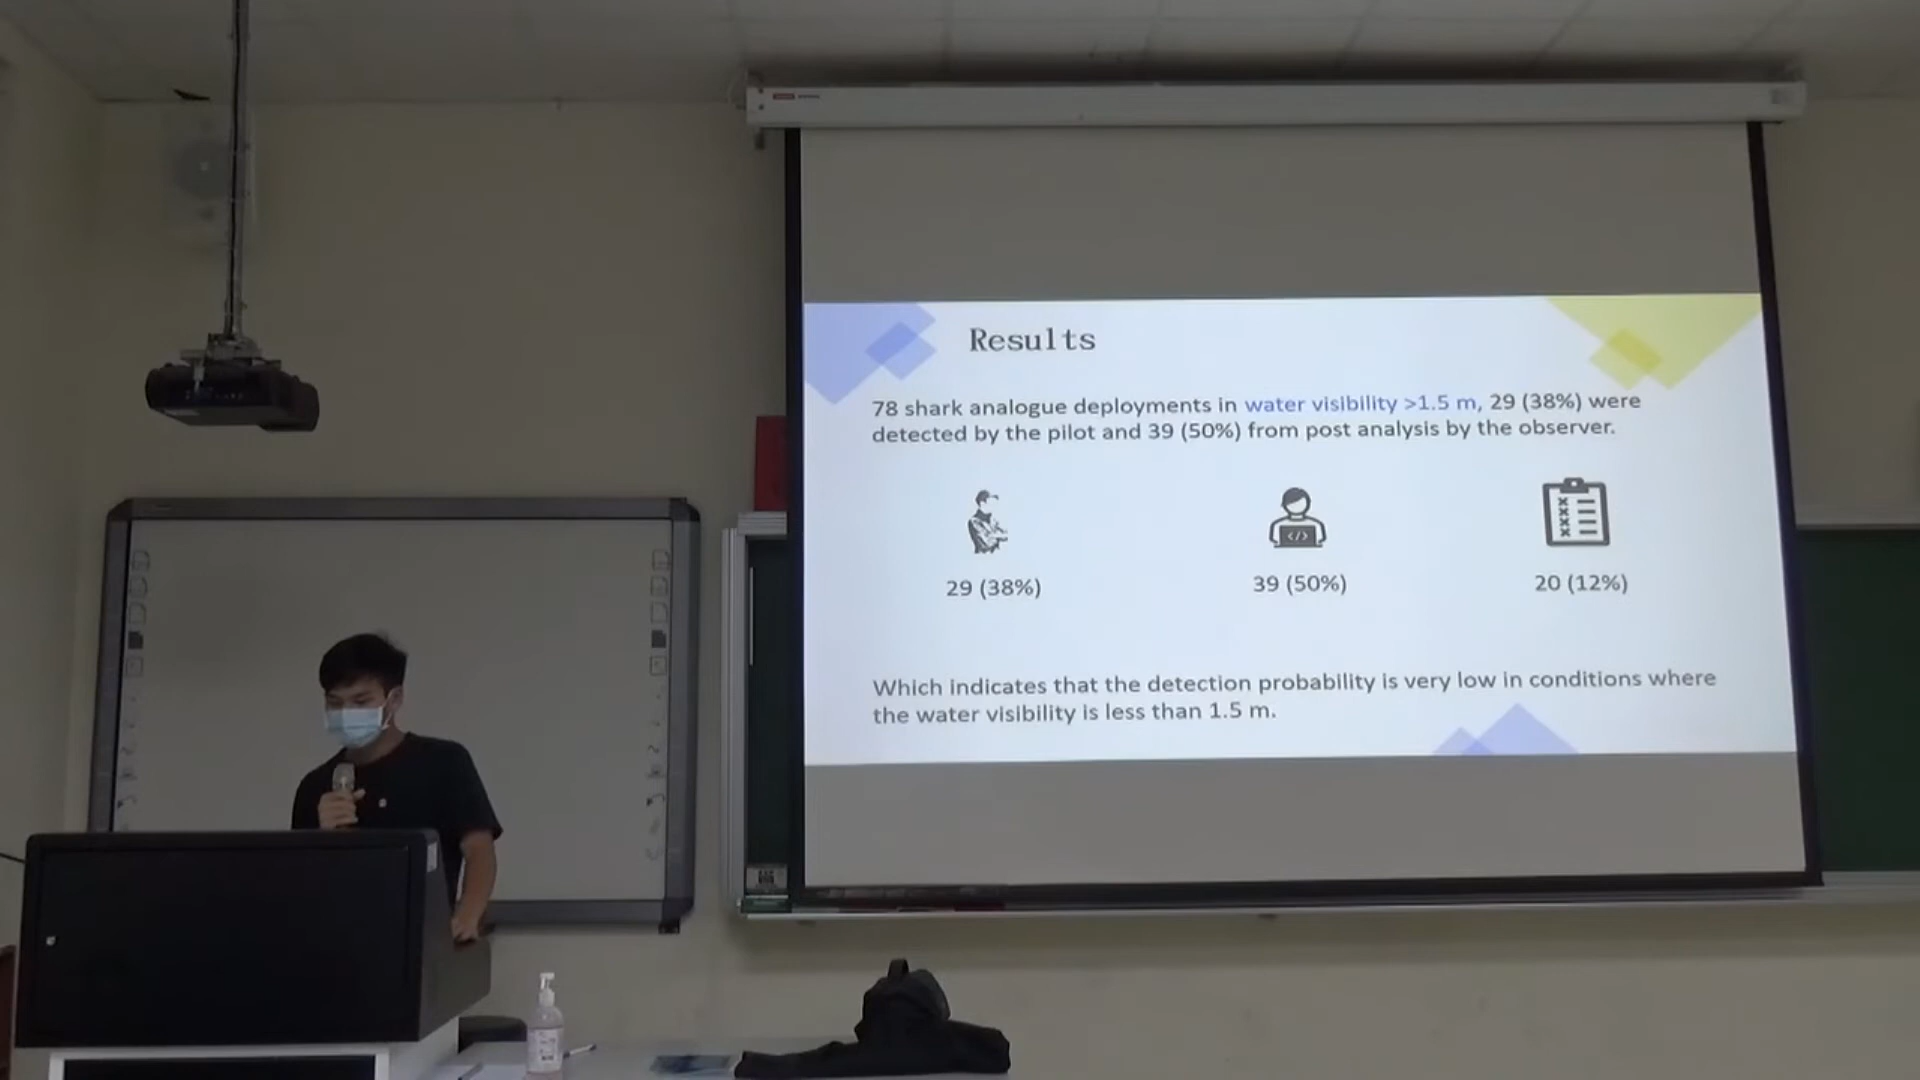 Results
78 shark analogue deployments in water visibility >1.5 m, 29 (38%) were
detected by the pilot and 39 (50%) from post analysis by the observer.
</>
XXXX
29 (38%)
39 (50%)
20 (12%)
Which indicates that the detection probability is very low in conditions where
the water visibility is less than 1.5 m.